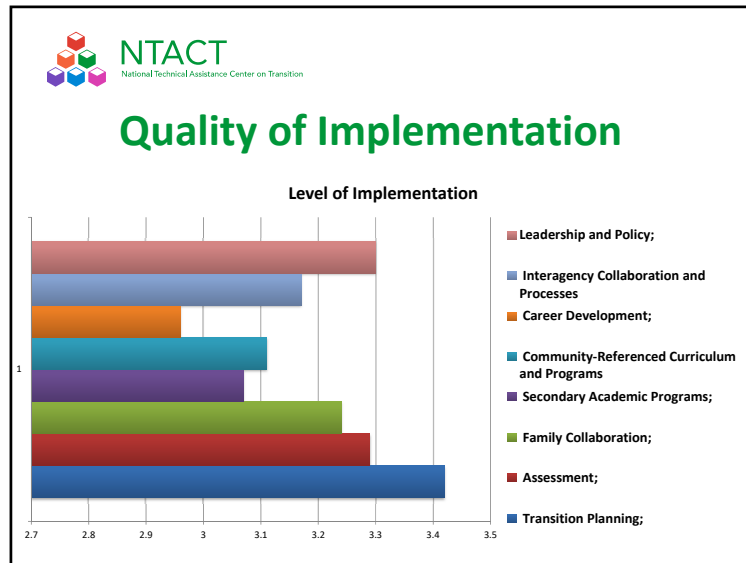 NTACT
National Technical Assistance Center on Transition
Quality of Implementation
Level of Implementation
Leadership and Policy;
Interagency Collaboration and
Processes
Career Development;
Community-Referenced Curriculum
and Programs
Secondary Academic Programs;
Family Collaboration;
Assessment;
Transition Planning;
1
2.7 2.8 2.9 3 3.1 3.2 3.3 3.4 3.5